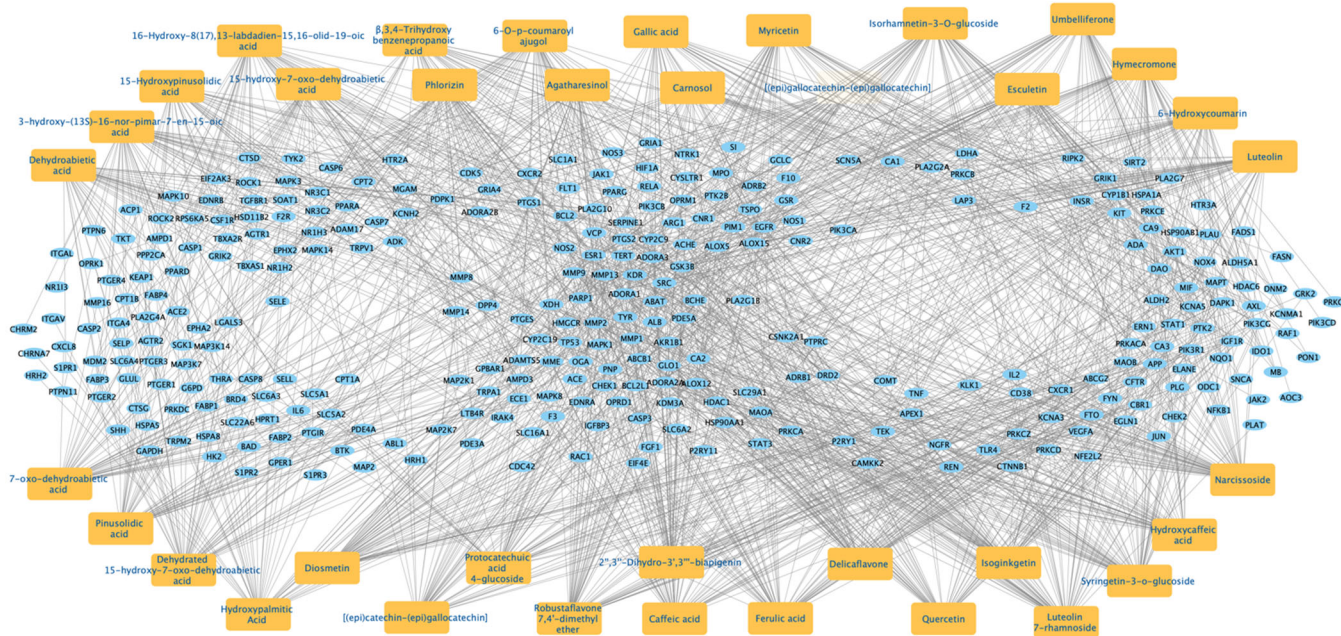 16-Hydroxy-8(17),13-labdadien-15,16-olid-19-oic
acid
β,3,4-Trihydroxy
benzenepropanoic
acid
6-O-p-coumaroyl
ajugol
Gallic acid
Myricetin
Isorhamnetin-3-O-glucoside
Umbelliferone
15-Hydroxypinusolidic
acid
15-hydroxy-7-oxo-dehydroabietic
acid
Phlorizin
Agatharesinol
Carnosol
[(epi)gallocatechin-(epi)gallocatechin]
Esculetin
Hymecromone
3-hydroxy-(13S)-16-nor-pimar-7-en-15-oic
acid
6-Hydroxycoumarin
Dehydroabietic
acid
Luteolin
CTSD
TYK2
CASP6
HTR2A
EIF2AK3
ROCK1
MAPK3
NR3C1
CPT2
MGAM
CDK5
SLC1A1
CXCR2
NOS3
GRIA1
HIF1A
NTRK1
SI
GCLC
SCN5A
CA1
PLA2G2A
LDHA
PRKCB
RIPK2
SIRT2
GRIK1
PLA2G7
MAPK10
EDNRB
TGFBR1
SOAT1
NR3C2
PPARA
KCNH2
PDPK1
GRIA4
ADORA2B
PTGS1
FLT1
JAK1
PPARG
RELA
CYSLTR1
OPRM1
PTK2B
MPO
ADRB2
F10
GSR
LAP3
F2
INSR
CYP1B1
HSPA1A
KIT
PRKCE
HTR3A
ACP1
ROCK2
RPS6KA5
CSF1R
HSD11B2
F2R
ADAM17
CASP7
PLA2G10
BCL2
PIK3CB
SERPINE1
ARG1
CNR1
TSPO
PIM1
EGFR
NOS1
PIK3CA
CA9
HSP90AB1
PLAU
FADS1
PTPN6
TKT
AMPD1
CASP1
TBXA2R
AGTR1
NR1H3
MAPK14
TRPV1
ADK
NOS2
VCP
PTGS2
CYP2C9
ACHE
ALOX5
ALOX15
CNR2
ADA
AKT1
NOX4
ALDH5A1
FASN
ITGAL
OPRK1
PPP2CA
GRIK2
EPHX2
TBXAS1
NR1H2
ESR1
TERT
ADORA3
GSK3B
DAO
MAPT
HDAC6
DNM2
GRK2
NR1I3
PTGER4
KEAP1
PPARD
MMP8
MMP9
MMP13
KDR
SRC
MIF
ALDH2
KCNA5
DAPK1
AXL
KCNMA1
MMP16
CPT1B
FABP4
ACE2
SELE
MMP14
DPP4
XDH
PARP1
ADORA1
ABAT
BCHE
PLA2G1B
PIK3CD
CHRM2
ITGAV
CASP2
ITGA4
PLA2G4A
EPHA2
LGALS3
PTGES
TYR
ALB
PDE5A
ERN1
STAT1
PTK2
PIK3CG
RAF1
CXCL8
SELP
AGTR2
SGK1
MAP3K14
CYP2C19
HMGCR
MMP2
TP53
MMP1
AKR1B1
CSNK2A1
PTPRC
PRKACA
CA3
PIK3R1
IGF1R
IDO1
PON1
CHRNA7
S1PR1
MDM2
SLC6A4
PTGER3
MAP3K7
GPBAR1
ADAMTS5
MME
MAPK1
OGA
ABCB1
GLO1
CA2
MAOB
APP
NQO1
HRH2
FABP3
GLUL
PTGER1
THRA
CASP8
SELL
CPT1A
MAP2K1
TRPA1
AMPD3
ACE
PNP
CHEK1
BCL2L1
ADORA2A
ALOX12
ADRB1
DRD2
COMT
KLK1
IL2
CD38
CXCR1
ABCG2
CFTR
ELANE
PLG
ODC1
SNCA
MB
PTPN11
PTGER2
G6PD
BRD4
SLC6A3
SLC5A1
ECE1
MAPK8
EDNRA
OPRD1
KDM3A
HDAC1
SLC29A1
MAOA
TNF
FYN
CBR1
JAK2
AOC3
CTSG
PRKDC
FABP1
HPRT1
IL6
SLC5A2
LTB4R
IRAK4
F3
IGFBP3
CASP3
SLC6A2
HSP90AA1
PRKCA
APEX1
KCNA3
FTO
EGLN1
CHEK2
NFKB1
PLAT
SHH
HSPA5
SLC22A6
PTGIR
PDE4A
MAP2K7
SLC16A1
FGF1
STAT3
P2RY1
TEK
NGFR
PRKCZ
VEGFA
JUN
GAPDH
TRPM2
HSPA8
BAD
FABP2
BTK
ABL1
PDE3A
CDC42
RAC1
EIF4E
P2RY11
CAMKK2
REN
TLR4
CTNNB1
PRKCD
NFE2L2
HK2
S1PR2
GPER1
S1PR3
MAP2
HRH1
7-oxo-dehydroabietic
acid
Narcissoside
Pinusolidic
acid
Hydroxycaffeic
acid
Dehydrated
15-hydroxy-7-oxo-dehydroabietic
acid
Diosmetin
Protocatechuic
acid
4-glucoside
2",3"-Dihydro-3',3"'-biapigenin
Delicaflavone
Isoginkgetin
Syringetin-3-o-glucoside
Hydroxypalmitic
Acid
[(epi)catechin-(epi)gallocatechin]
Robustaflavone
7,4'-dimethyl
ether
Caffeic acid
Ferulic acid
Quercetin
Luteolin
7-rhamnoside